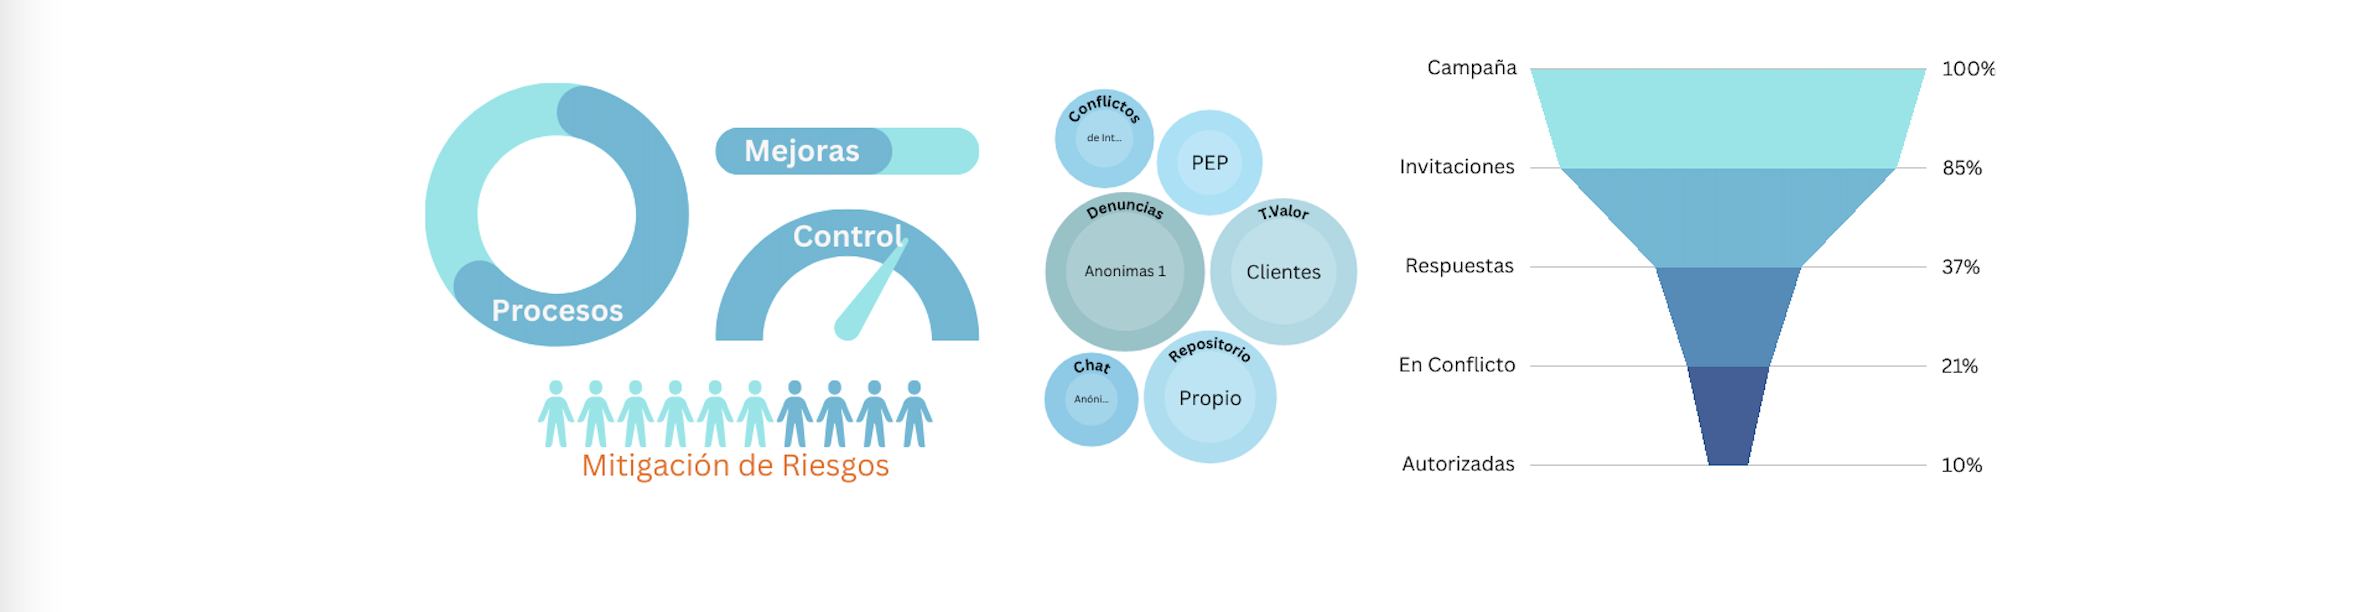 Mejoras
Control
Procesos
Mitigación de Riesgos
Conflictos
de Int...
PEP
Denuncias
Anonimas 1
T.Valor
Clientes
Chat
Anóni...
Repositorio
Propio
Campaña 100%
Invitaciones 85%
Respuestas 37%
En Conflicto 21%
Autorizadas 10%